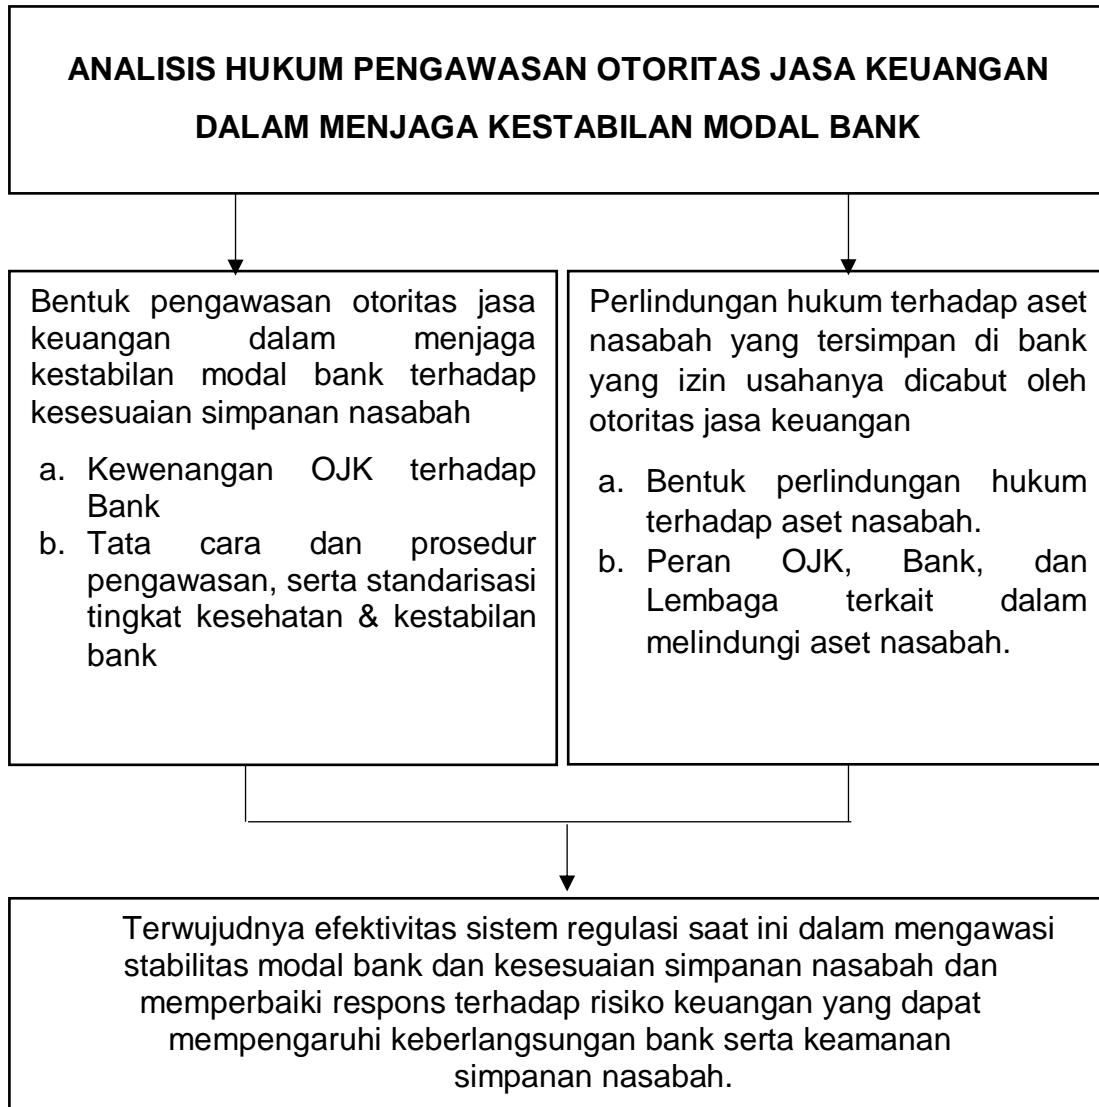 ANALISIS HUKUM PENGAWASAN OTORITAS JASA KEUANGAN
DALAM MENJAGA KESTABILAN MODAL BANK
Bentuk pengawasan otoritas jasa
keuangan dalam menjaga
kestabilan modal bank terhadap
kesesuaian simpanan nasabah
a. Kewenangan OJK terhadap
Bank
b. Tata cara dan prosedur
pengawasan, serta standarisasi
tingkat kesehatan & kestabilan
bank
Perlindungan hukum terhadap aset
nasabah yang tersimpan di bank
yang izin usahanya dicabut oleh
otoritas jasa keuangan
a. Bentuk perlindungan hukum
terhadap aset nasabah.
b. Peran OJK, Bank, dan
Lembaga terkait dalam
melindungi aset nasabah.
Terwujudnya efektivitas sistem regulasi saat ini dalam mengawasi
stabilitas modal bank dan kesesuaian simpanan nasabah dan
memperbaiki respons terhadap risiko keuangan yang dapat
mempengaruhi keberlangsungan bank serta keamanan
simpanan nasabah.